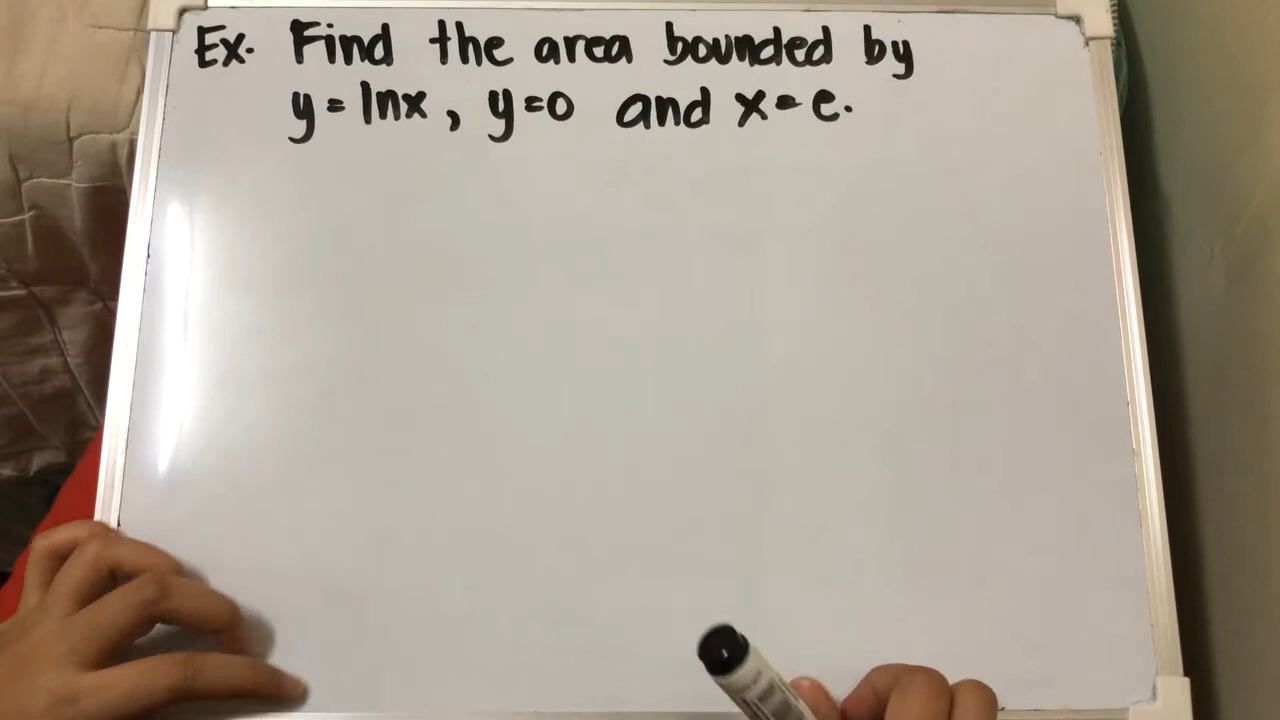 Ex. Find the area bounded by
y=lnx, y=0 and x=e.